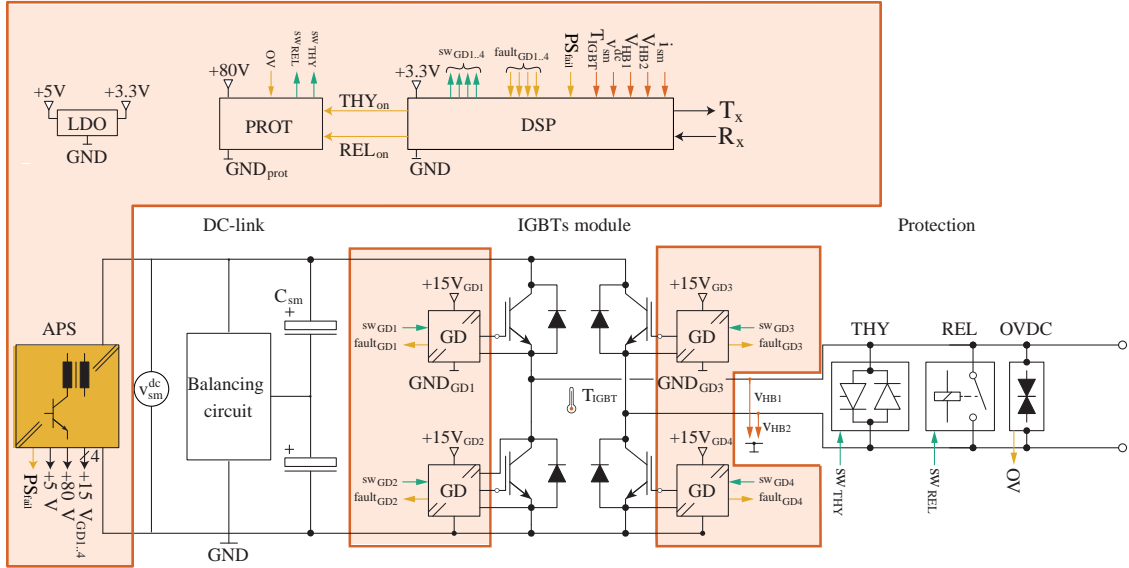 +5V
+3.3V
LDO
GND
+80V
OV
sw REL
sw THY
PROT
GND prot
THY on
REL on
+3.3V
sw GD1..4
fault GD1..4
PS fail
T IGBT
v dc sm
V HB1
V HB2
i sm
DSP
GND
T x
R x
DC-link
IGBTs module
Protection
APS
PS fail
+5 V
+80 V
+15 V GD1..4
4
v dc sm
Balancing
circuit
GND
C sm
+
+
+15V GD1
sw GD1
fault GD1
GD
GND GD1
+15V GD2
sw GD2
fault GD2
GD
T IGBT
+15V GD3
GD
sw GD3
fault GD3
GND GD3
v HB1
v HB2
+15V GD4
GD
sw GD4
fault GD4
THY
REL
OVDC
sw THY
sw REL
OV